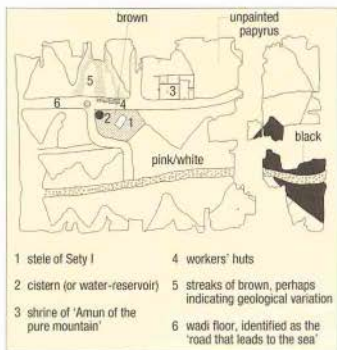 brown
unpainted
papyrus
5
3
6
4
2
1
black
pink/white
1 stele of Sety I
2 cistern (or water-reservoir)
3 shrine of 'Amun of the
pure mountain'
4 workers' huts
5 streaks of brown, perhaps
indicating geological variation
6 wadi floor, identified as the
'road that leads to the sea'